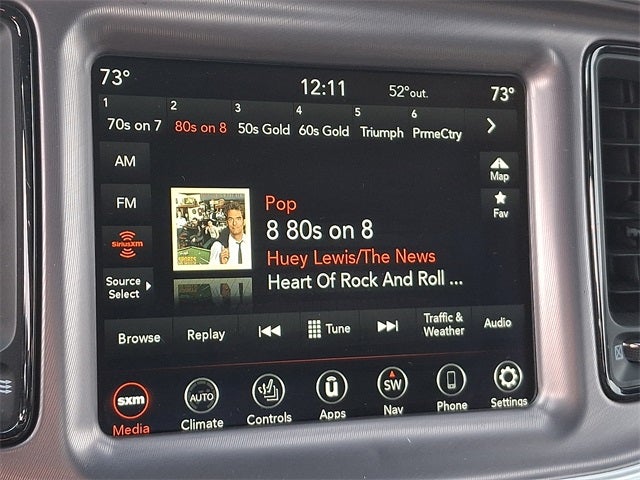 73° 12:11 52°out. 73°
1 2 3 4 5 6
70s on 7 80s on 8 50s Gold 60s Gold Triumph PrmeCtry
AM
Map
FM
Fav
Pop
8 80s on 8
SiriusXM
Huey Lewis/The News
Heart Of Rock And Roll ...
SPORTS
Source
Select
Browse Replay Tune Traffic & Weather Audio
sxm AUTO SW
Media Climate Controls Apps Nav Phone Settings